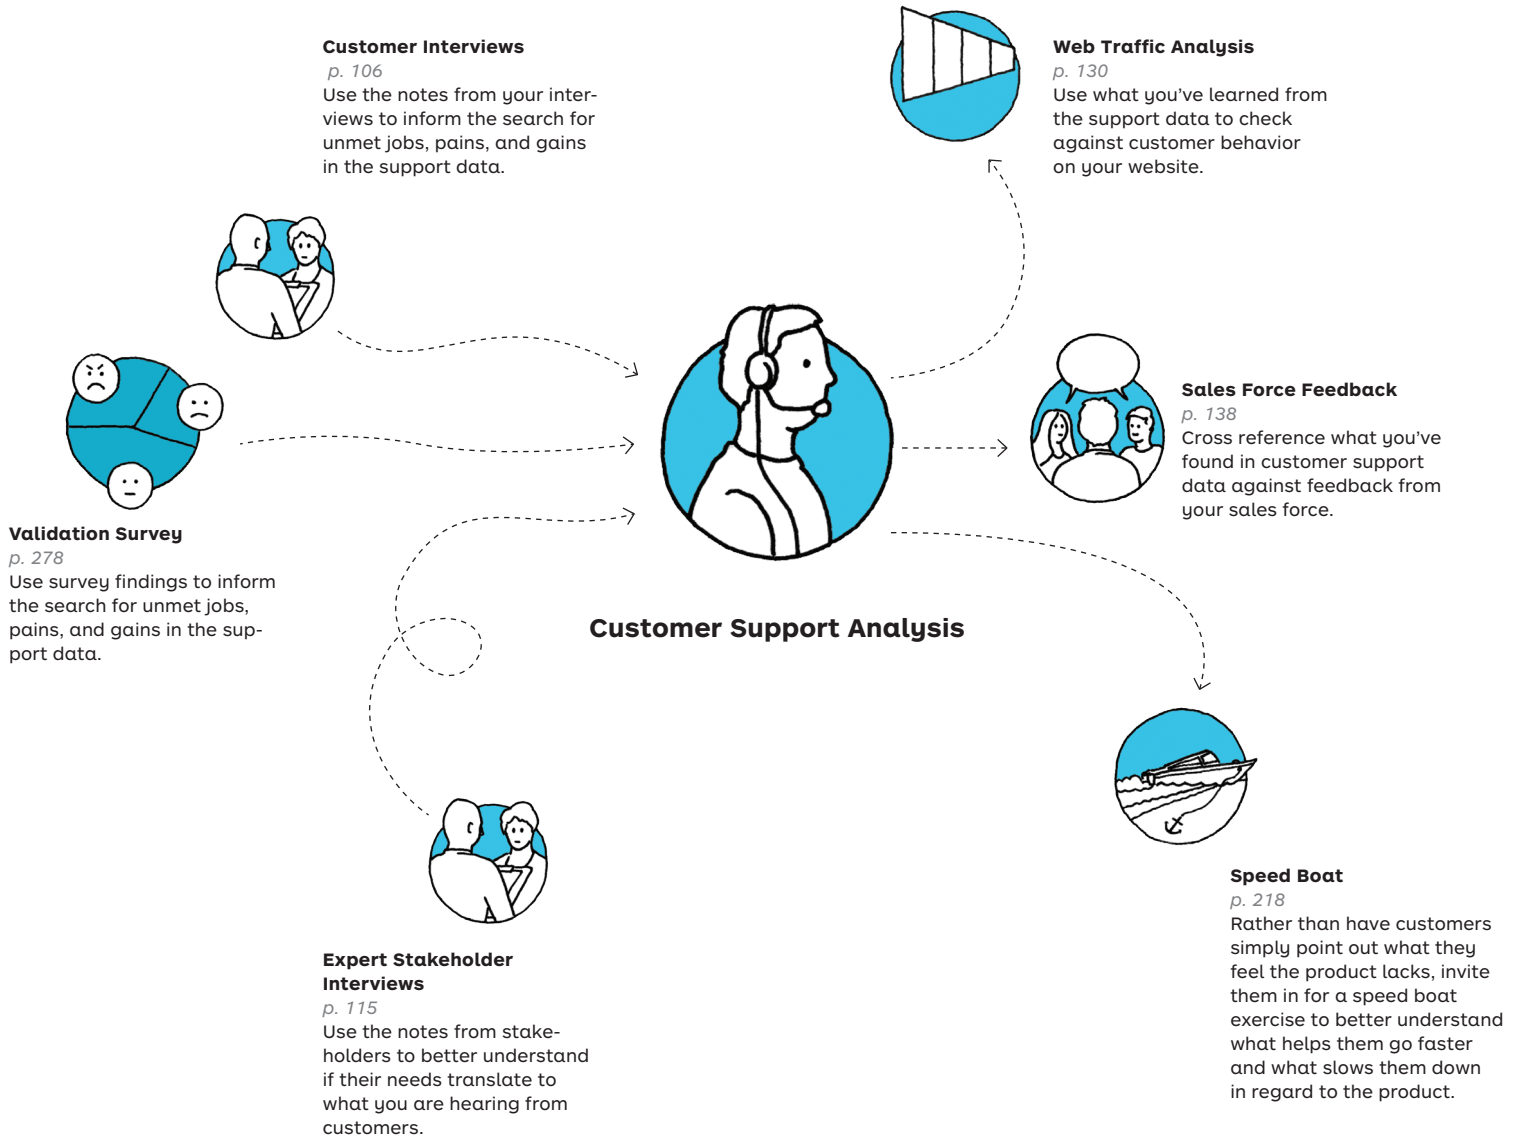 Customer Interviews
p. 106
Use the notes from your inter-
views to inform the search for
unmet jobs, pains, and gains
in the support data.
Web Traffic Analysis
p. 130
Use what you’ve learned from
the support data to check
against customer behavior
on your website.
Sales Force Feedback
p. 138
Cross reference what you’ve
found in customer support
data against feedback from
your sales force.
Validation Survey
p. 278
Use survey findings to inform
the search for unmet jobs,
pains, and gains in the sup-
port data.
Customer Support Analysis
Speed Boat
p. 218
Rather than have customers
simply point out what they
feel the product lacks, invite
them in for a speed boat
exercise to better understand
what helps them go faster
and what slows them down
in regard to the product.
Expert Stakeholder
Interviews
p. 115
Use the notes from stake-
holders to better understand
if their needs translate to
what you are hearing from
customers.